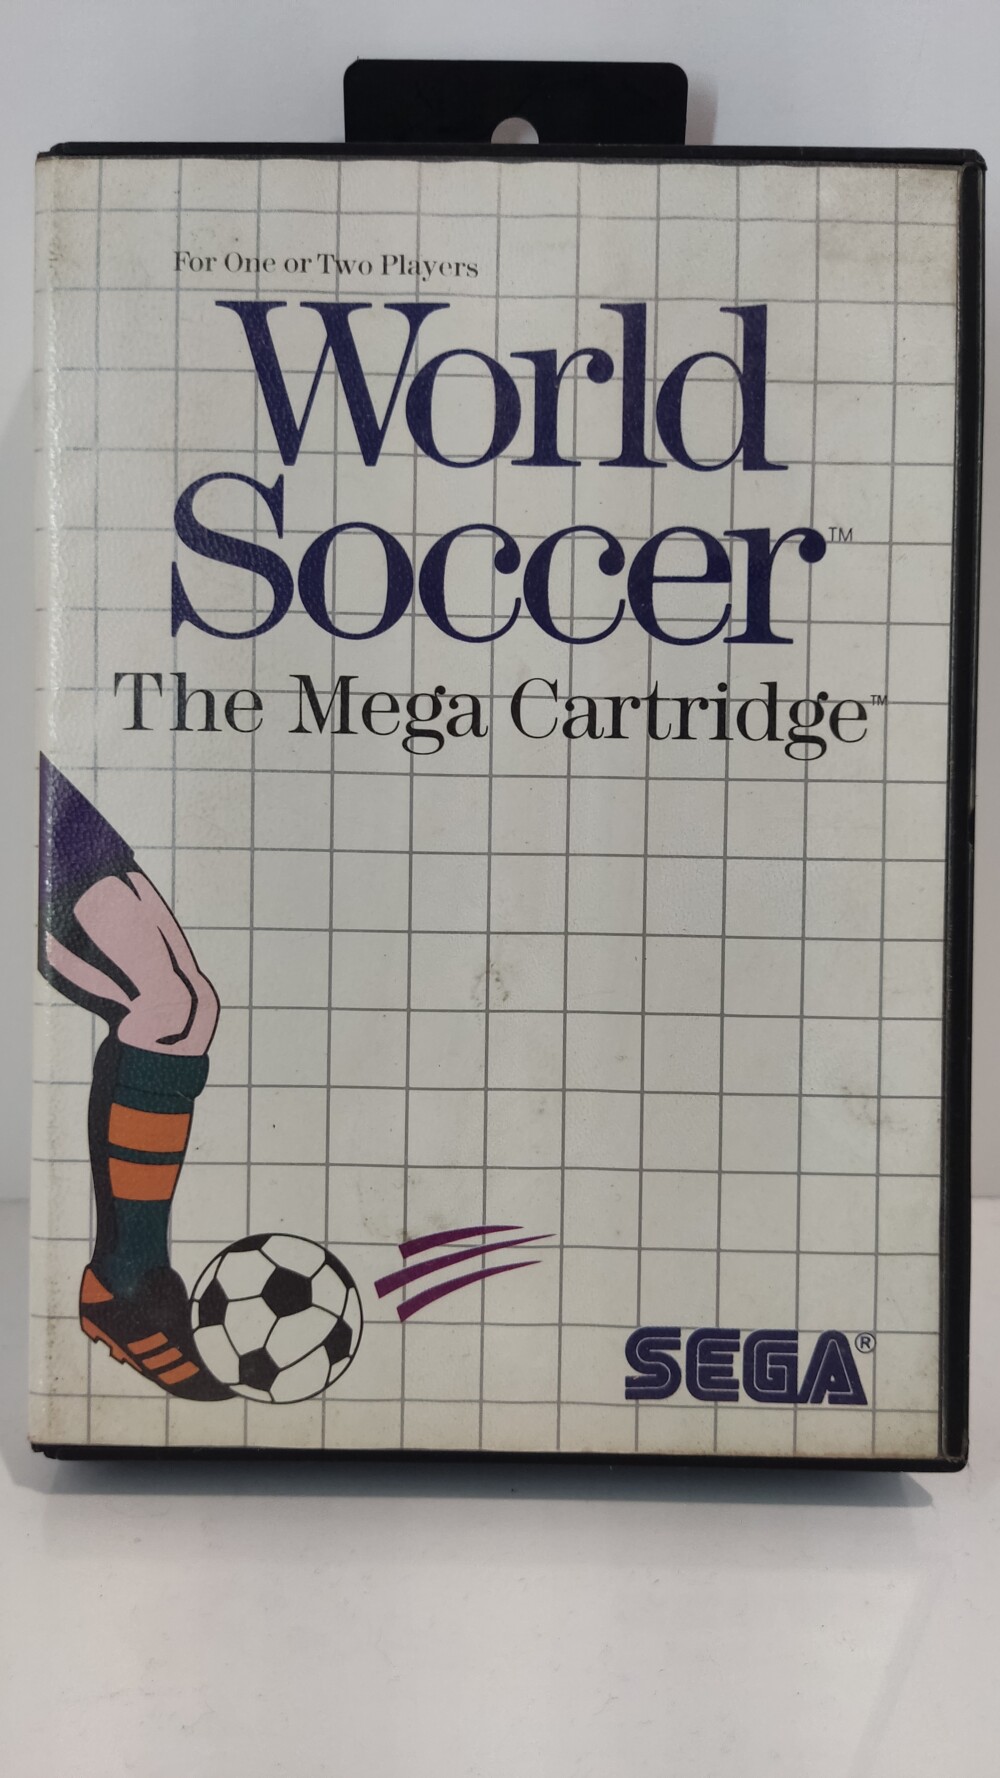 For One or Two Players
World
Soccer™
The Mega Cartridge™
SEGA®